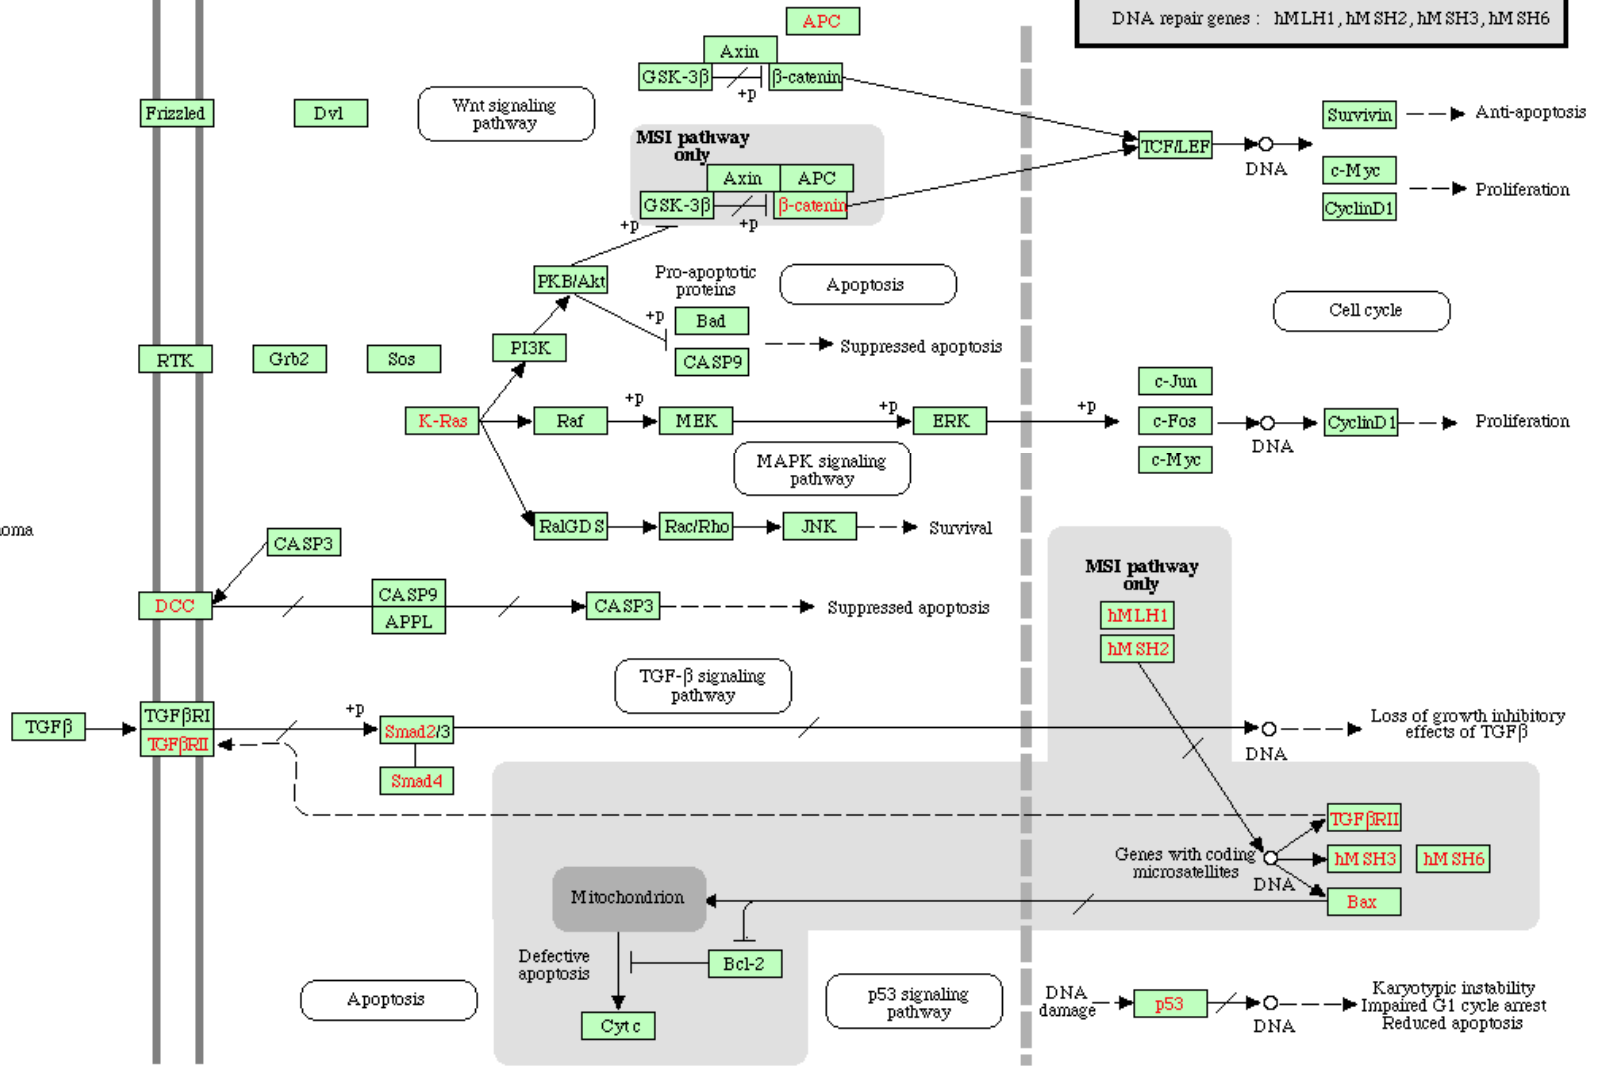 APC
DNA repair genes : hMLH1, hMSH2, hMSH3, hMSH6
Axin
GSK-3β
β-catenin
+p
Frizzled
Dvl
Wnt signaling
pathway
Survivin
Anti-apoptosis
MSI pathway
only
TCF/LEF
DNA
c-Myc
Proliferation
CyclinD1
Axin
APC
GSK-3β
β-catenin
+p
+p
PKB/Akt
Pro-apoptotic
proteins
Apoptosis
Cell cycle
+p
Bad
CASP9
Suppressed apoptosis
RTK
Grb2
Sos
PI3K
K-Ras
Raf
+p
MEK
+p
ERK
+p
c-Jun
c-Fos
c-Myc
DNA
CyclinD1
Proliferation
MAPK signaling
pathway
RalGDS
Rac/Rho
JNK
Survival
oma
CASP3
DCC
CASP9
APPL
CASP3
Suppressed apoptosis
MSI pathway
only
hMLH1
hMSH2
TGF-β signaling
pathway
TGFβ
TGFβRI
TGFβRII
+p
Smad2/3
Smad4
DNA
Loss of growth inhibitory
effects of TGFβ
TGFβRII
Genes with coding
microsatellites
DNA
hMSH3
hMSH6
Bax
Mitochondrion
Defective
apoptosis
Bcl-2
Apoptosis
Cyt c
p53 signaling
pathway
DNA
damage
p53
DNA
Karyotypic instability
Impaired G1 cycle arrest
Reduced apoptosis